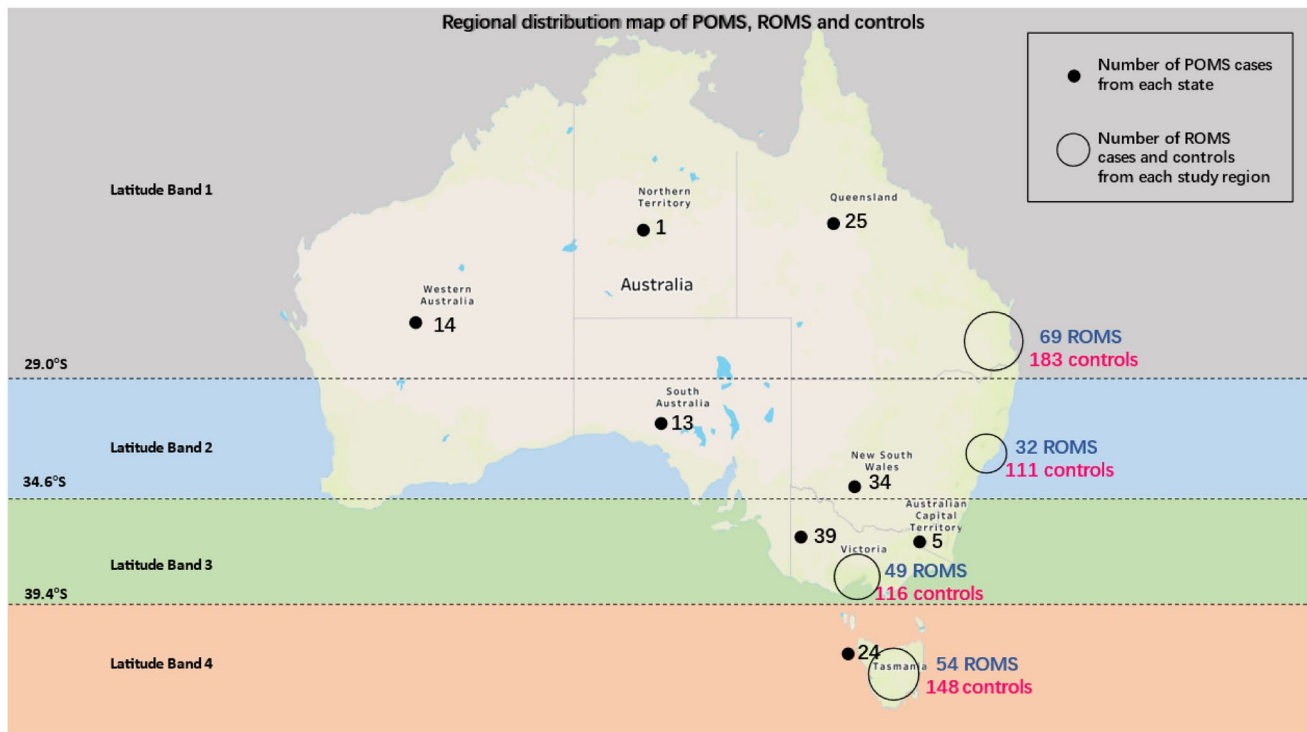 Regional distribution map of POMS, ROMS and controls
Number of POMS cases
from each state
Number of ROMS
cases and controls
from each study region
Latitude Band 1
Northern
Territory
1
Queensland
25
Australia
Western
Australia
14
69 ROMS
183 controls
29.0°S
South
Australia
13
Latitude Band 2
New South
Wales
34
32 ROMS
111 controls
34.6°S
Australian
Capital
Territory
5
39
Victoria
Latitude Band 3
49 ROMS
116 controls
39.4°S
Latitude Band 4
24
Tasmania
54 ROMS
148 controls